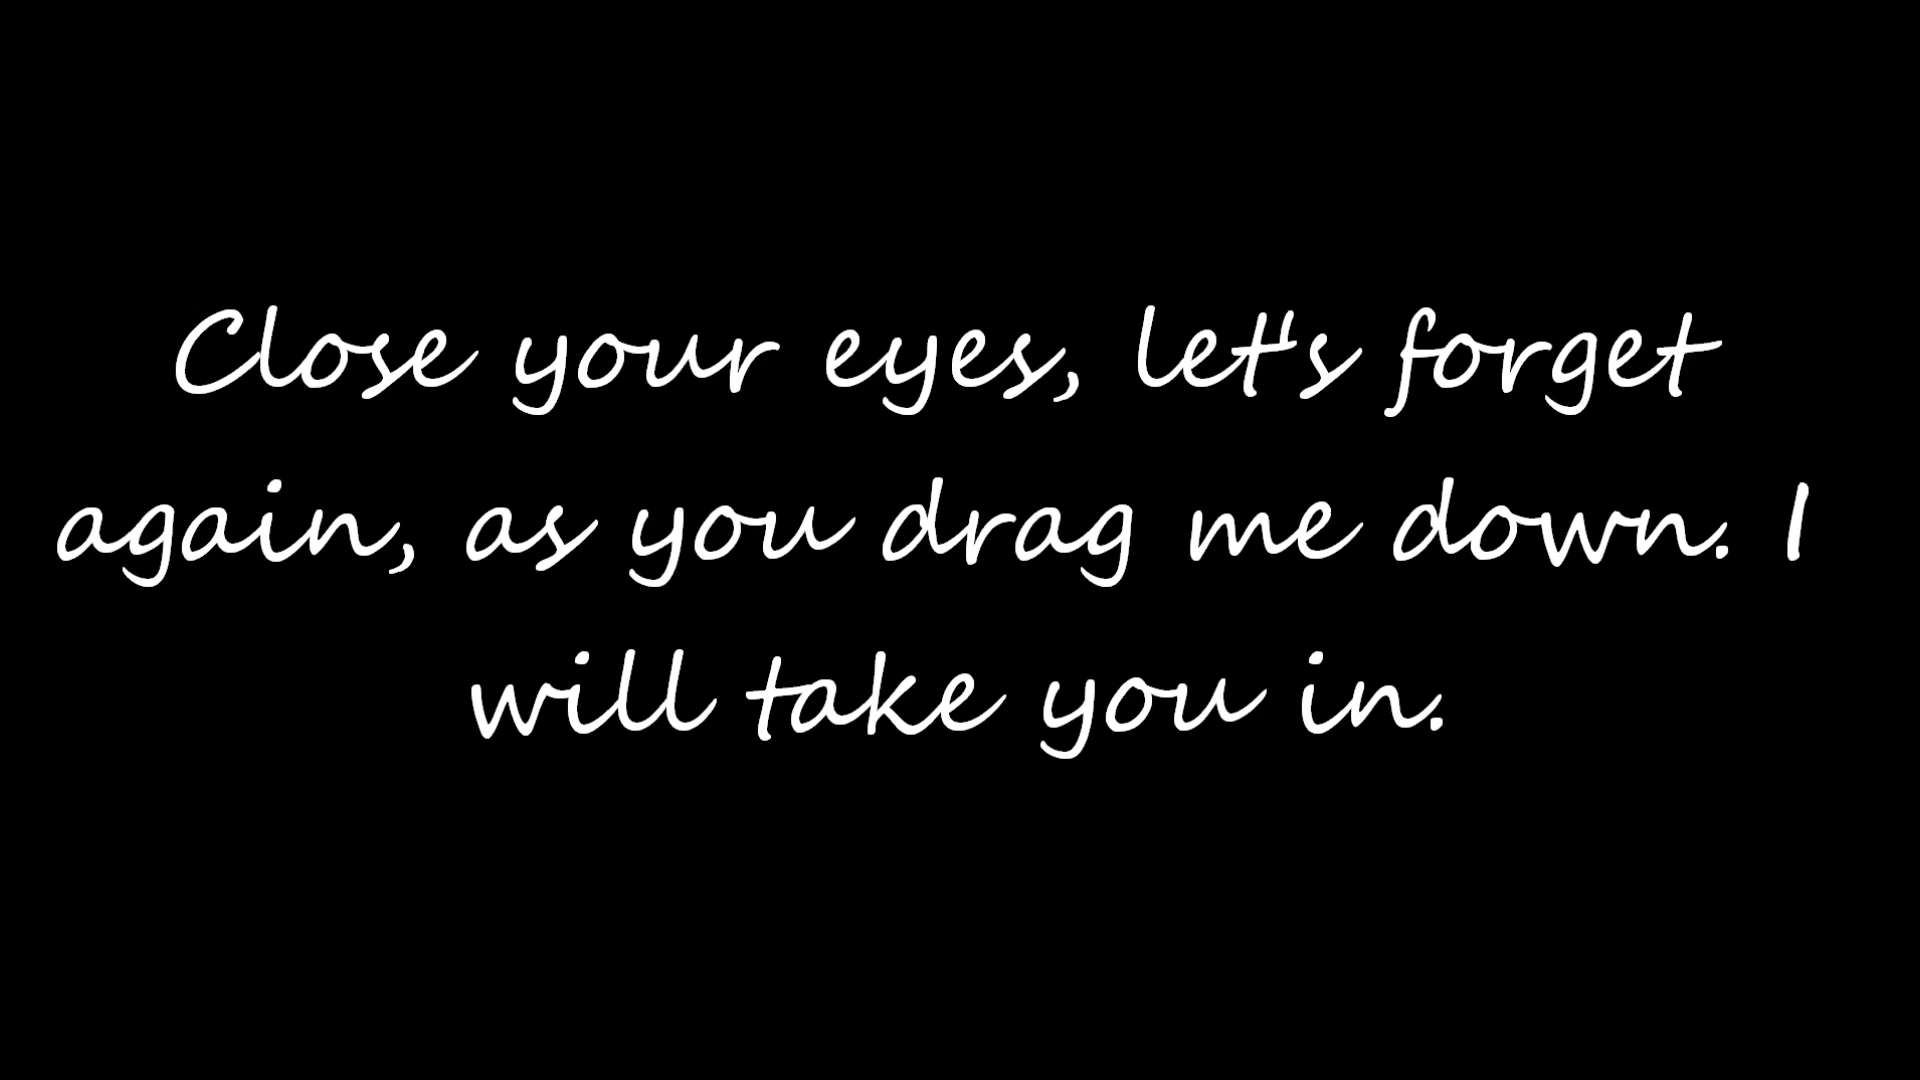 Close your eyes, let's forget
again, as you drag me down. I
will take you in.